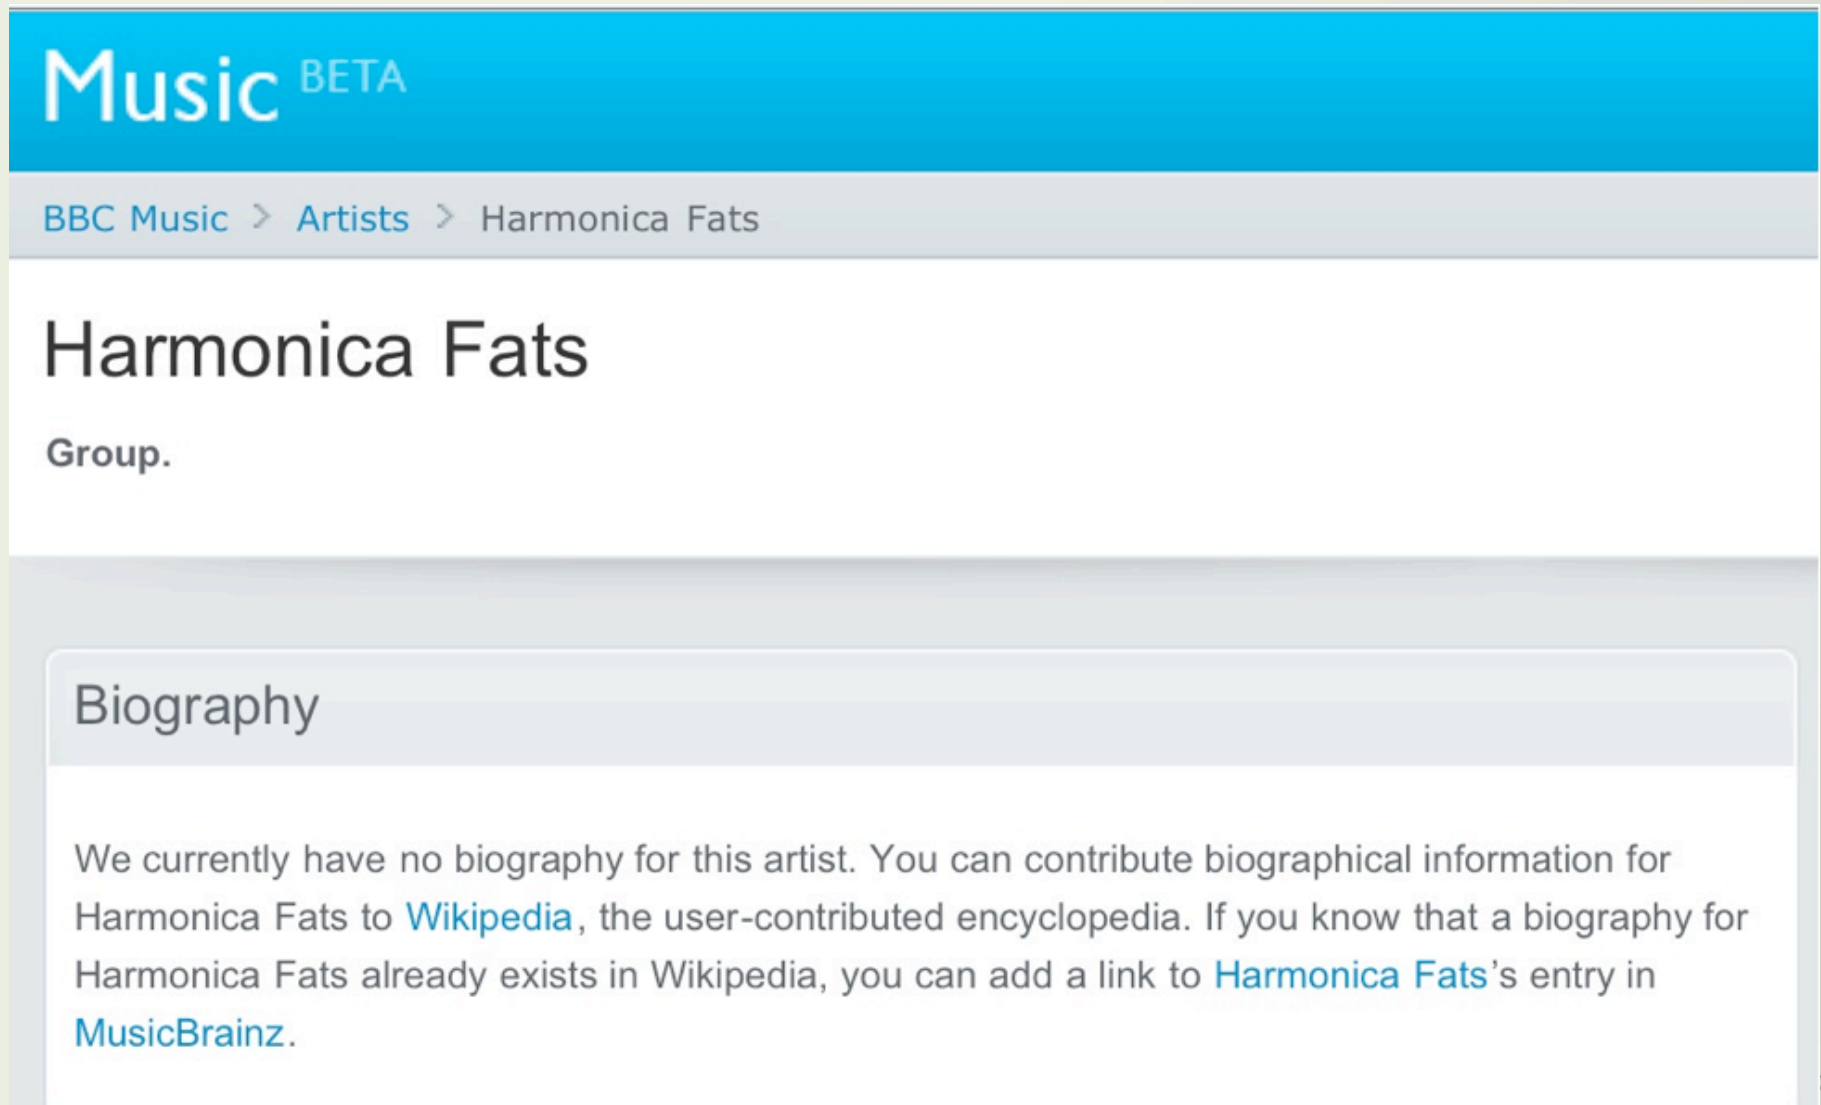 Music BETA
BBC Music > Artists > Harmonica Fats
Harmonica Fats
Group.
Biography
We currently have no biography for this artist. You can contribute biographical information for
Harmonica Fats to Wikipedia, the user-contributed encyclopedia. If you know that a biography for
Harmonica Fats already exists in Wikipedia, you can add a link to Harmonica Fats’s entry in
MusicBrainz.